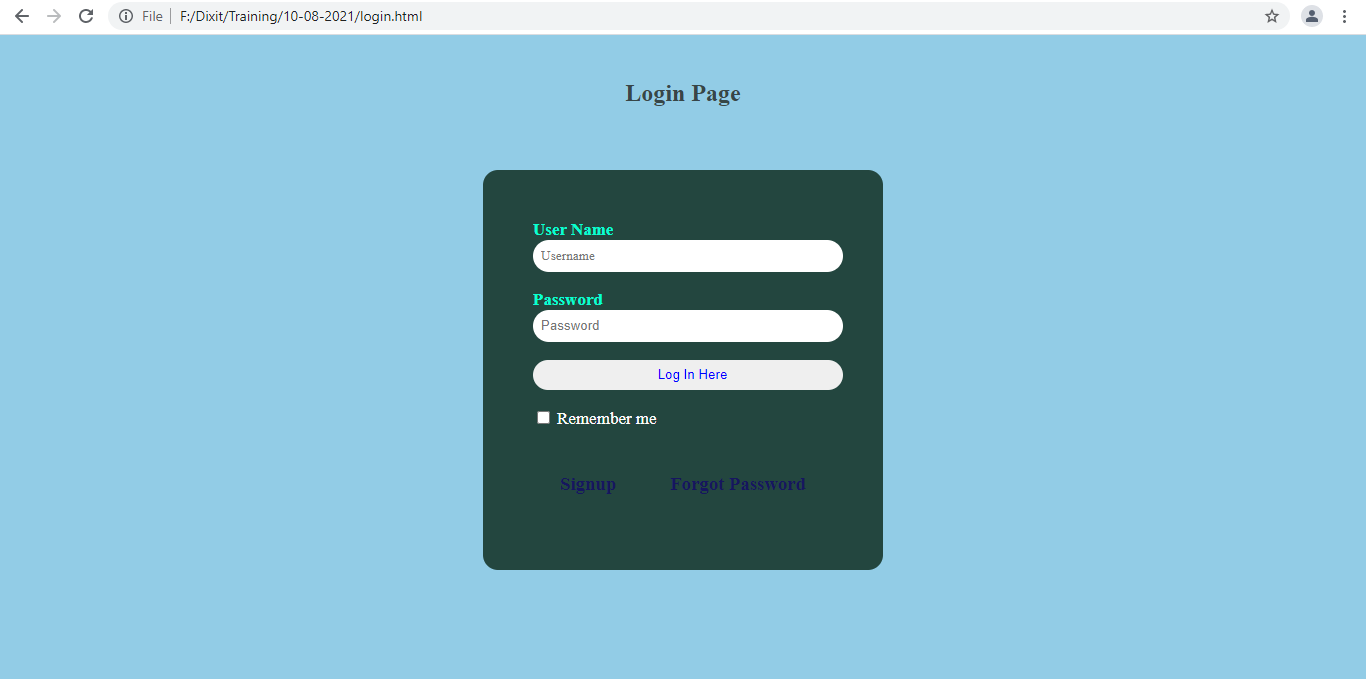 File F:/Dixit/Training/10-08-2021/login.html
Login Page
User Name
Username
Password
Password
Log In Here
Remember me
Signup Forgot Password